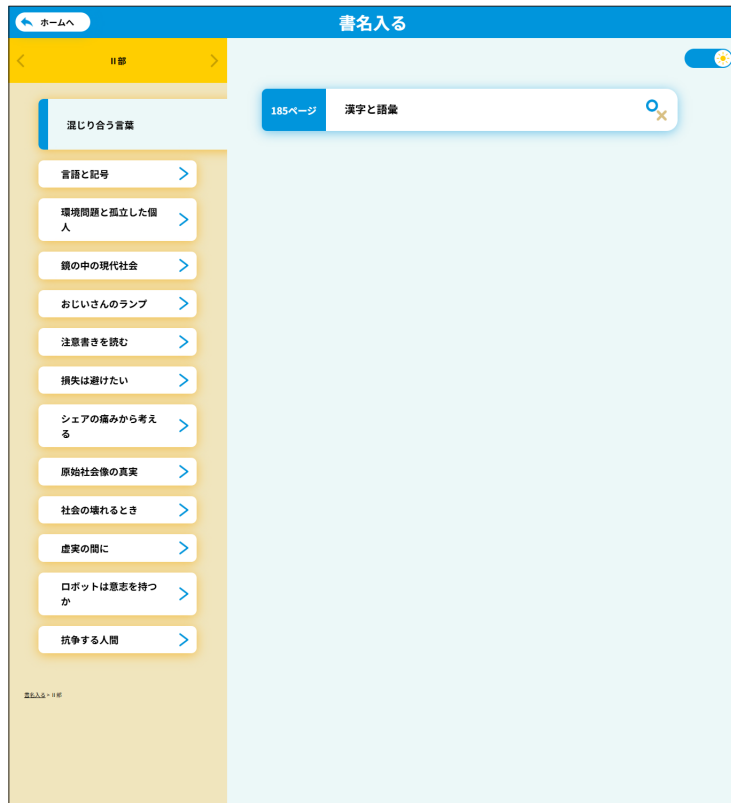 ホームへ
書名入る
Ⅱ部
混じり合う言葉
185ページ
漢字と語彙
言語と記号
環境問題と孤立した個
人
鏡の中の現代社会
おじいさんのランプ
注意書きを読む
損失は避けたい
シェアの痛みから考え
る
原始社会像の真実
社会の壊れるとき
虚実の間に
ロボットは意志を持つ
か
抗争する人間
書名入る > Ⅱ部